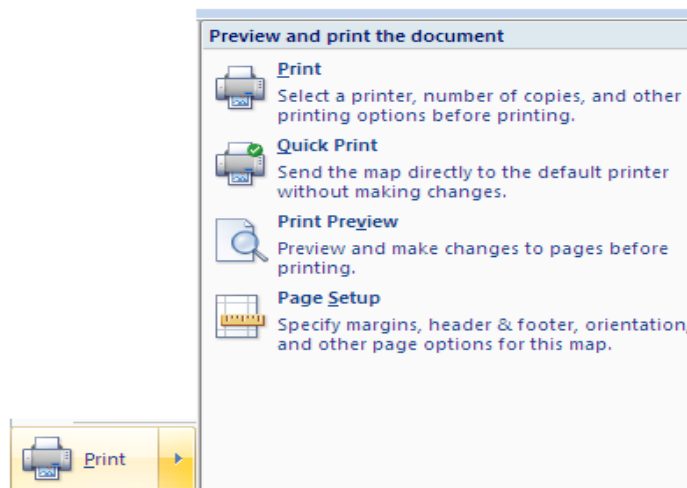 Preview and print the document
Print
Select a printer, number of copies, and other
printing options before printing.
Quick Print
Send the map directly to the default printer
without making changes.
Print Preview
Preview and make changes to pages before
printing.
Page Setup
Specify margins, header & footer, orientation,
and other page options for this map.
Print